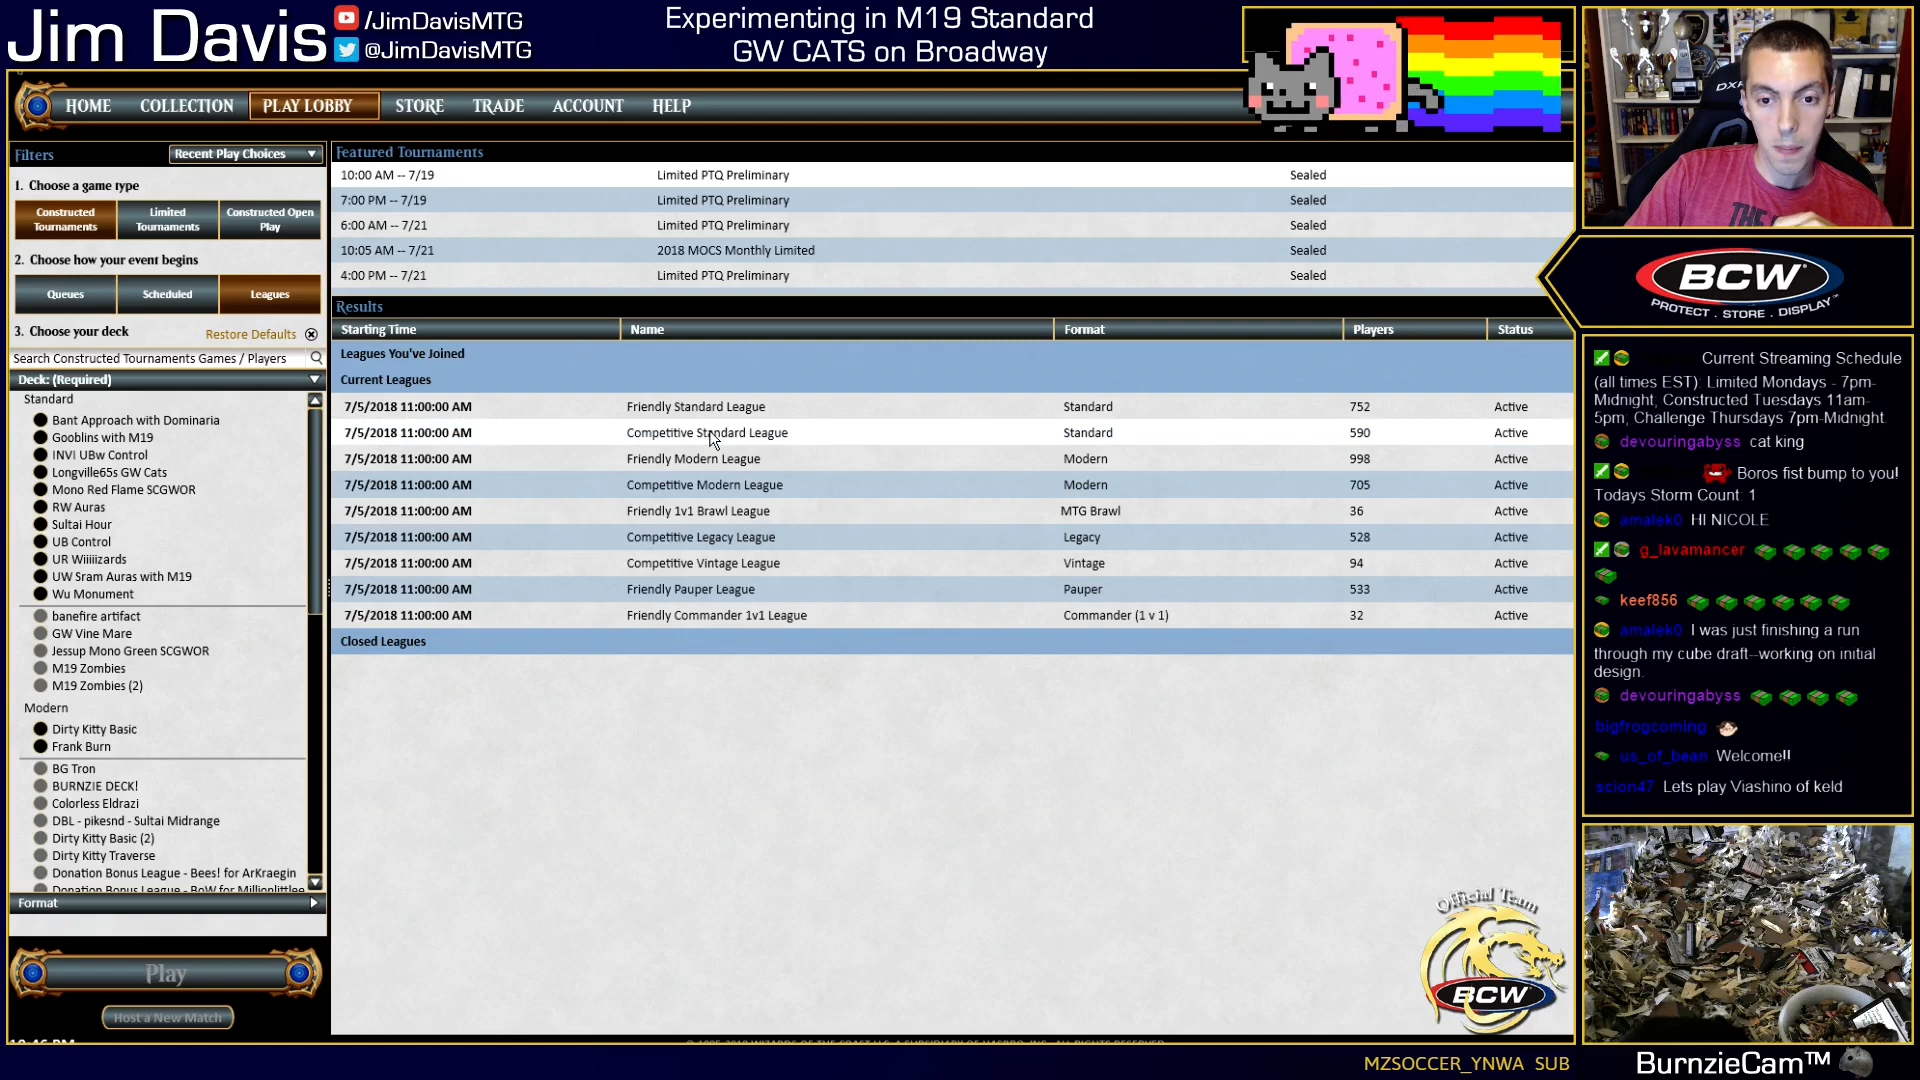 Jim Davis
/JimDavisMTG
@JimDavisMTG
Experimenting in M19 Standard
GW CATS on Broadway
HOME COLLECTION PLAY LOBBY STORE TRADE ACCOUNT HELP
Filters
Recent Play Choices
1. Choose a game type
Constructed Tournaments
Limited Tournaments
Constructed Open Play
2. Choose how your event begins
Queues
Scheduled
Leagues
3. Choose your deck
Restore Defaults
Search Constructed Tournaments Games / Players
Deck: (Required)
Standard
Bant Approach with Dominaria
Gooblins with M19
INVI UBw Control
Longville65s GW Cats
Mono Red Flame SCGWOR
RW Auras
Sultai Hour
UB Control
UR Wiiiiizards
UW Sram Auras with M19
Wu Monument
banefire artifact
GW Vine Mare
Jessup Mono Green SCGWOR
M19 Zombies
M19 Zombies (2)
Modern
Dirty Kitty Basic
Frank Burn
BG Tron
BURNZIE DECK!
Colorless Eldrazi
DBL - pikesnd - Sultai Midrange
Dirty Kitty Basic (2)
Dirty Kitty Traverse
Donation Bonus League - Bees! for ArKraegin
Donation Bonus League - BoW for Millionlittlee
Format
Play
Host a New Match
Featured Tournaments
10:00 AM -- 7/19 Limited PTQ Preliminary Sealed
7:00 PM -- 7/19 Limited PTQ Preliminary Sealed
6:00 AM -- 7/21 Limited PTQ Preliminary Sealed
10:05 AM -- 7/21 2018 MOCS Monthly Limited Sealed
4:00 PM -- 7/21 Limited PTQ Preliminary Sealed
Results
Starting Time Name Format Players Status
Leagues You've Joined
Current Leagues
7/5/2018 11:00:00 AM Friendly Standard League Standard 752 Active
7/5/2018 11:00:00 AM Competitive Standard League Standard 590 Active
7/5/2018 11:00:00 AM Friendly Modern League Modern 998 Active
7/5/2018 11:00:00 AM Competitive Modern League Modern 705 Active
7/5/2018 11:00:00 AM Friendly 1v1 Brawl League MTG Brawl 36 Active
7/5/2018 11:00:00 AM Competitive Legacy League Legacy 528 Active
7/5/2018 11:00:00 AM Competitive Vintage League Vintage 94 Active
7/5/2018 11:00:00 AM Friendly Pauper League Pauper 533 Active
7/5/2018 11:00:00 AM Friendly Commander 1v1 League Commander (1 v 1) 32 Active
Closed Leagues
Official Team
BCW
DX
THE
BCW
PROTECT . STORE . DISPLAY
Current Streaming Schedule
(all times EST): Limited Mondays - 7pm-
Midnight, Constructed Tuesdays 11am-
5pm, Challenge Thursdays 7pm-Midnight.
devouringabyss cat king
Boros fist bump to you!
Todays Storm Count: 1
amalek0 HI NICOLE
g_lavamancer
keef856
amalek0 I was just finishing a run
through my cube draft--working on initial
design.
devouringabyss
bigfrogcoming
us_of_bean Welcome!!
scion47 Lets play Viashino of keld
MZSOCCER_YNWA SUB
BurnzieCam™